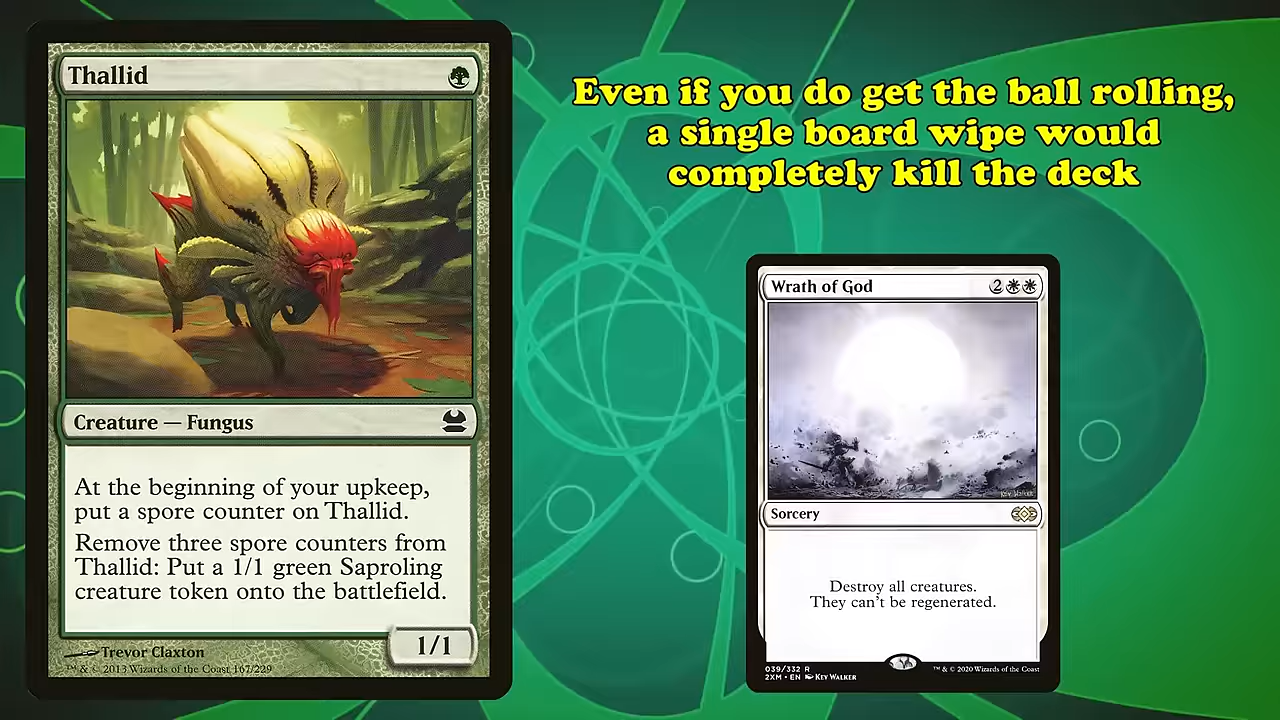 Thallid
Even if you do get the ball rolling,
a single board wipe would
completely kill the deck
Creature — Fungus
At the beginning of your upkeep,
put a spore counter on Thallid.
Remove three spore counters from
Thallid: Put a 1/1 green Saproling
creature token onto the battlefield.
1/1
Trevor Claxton
™ & © 2013 Wizards of the Coast 167/229
Wrath of God 2
Kev Walker
Sorcery
Destroy all creatures.
They can't be regenerated.
039/332 R
2XM • EN Kev Walker
™ & © 2020 Wizards of the Coast